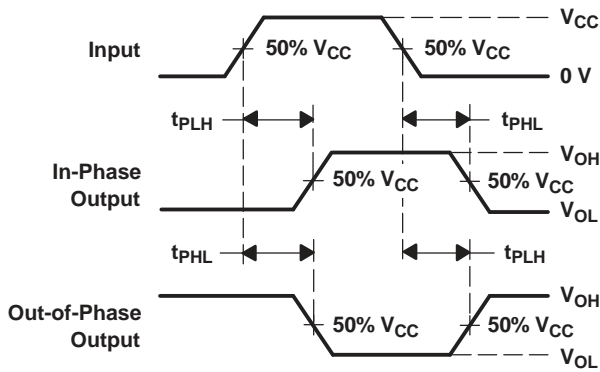 V_CC
Input
50% V_CC
50% V_CC
0 V
t_PLH
t_PHL
V_OH
In-Phase
Output
50% V_CC
50% V_CC
V_OL
t_PHL
t_PLH
V_OH
Out-of-Phase
Output
50% V_CC
50% V_CC
V_OL